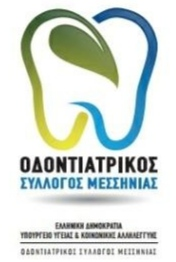 ΟΔΟΝΤΙΑΤΡΙΚΟΣ
ΣΥΛΛΟΓΟΣ ΜΕΣΣΗΝΙΑΣ
ΕΛΛΗΝΙΚΗ ΔΗΜΟΚΡΑΤΙΑ
ΥΠΟΥΡΓΕΙΟ ΥΓΕΙΑΣ & ΚΟΙΝΩΝΙΚΗΣ ΑΛΛΗΛΕΓΓΥΗΣ
ΟΔΟΝΤΙΑΤΡΙΚΟΣ ΣΥΛΛΟΓΟΣ ΜΕΣΣΗΝΙΑΣ